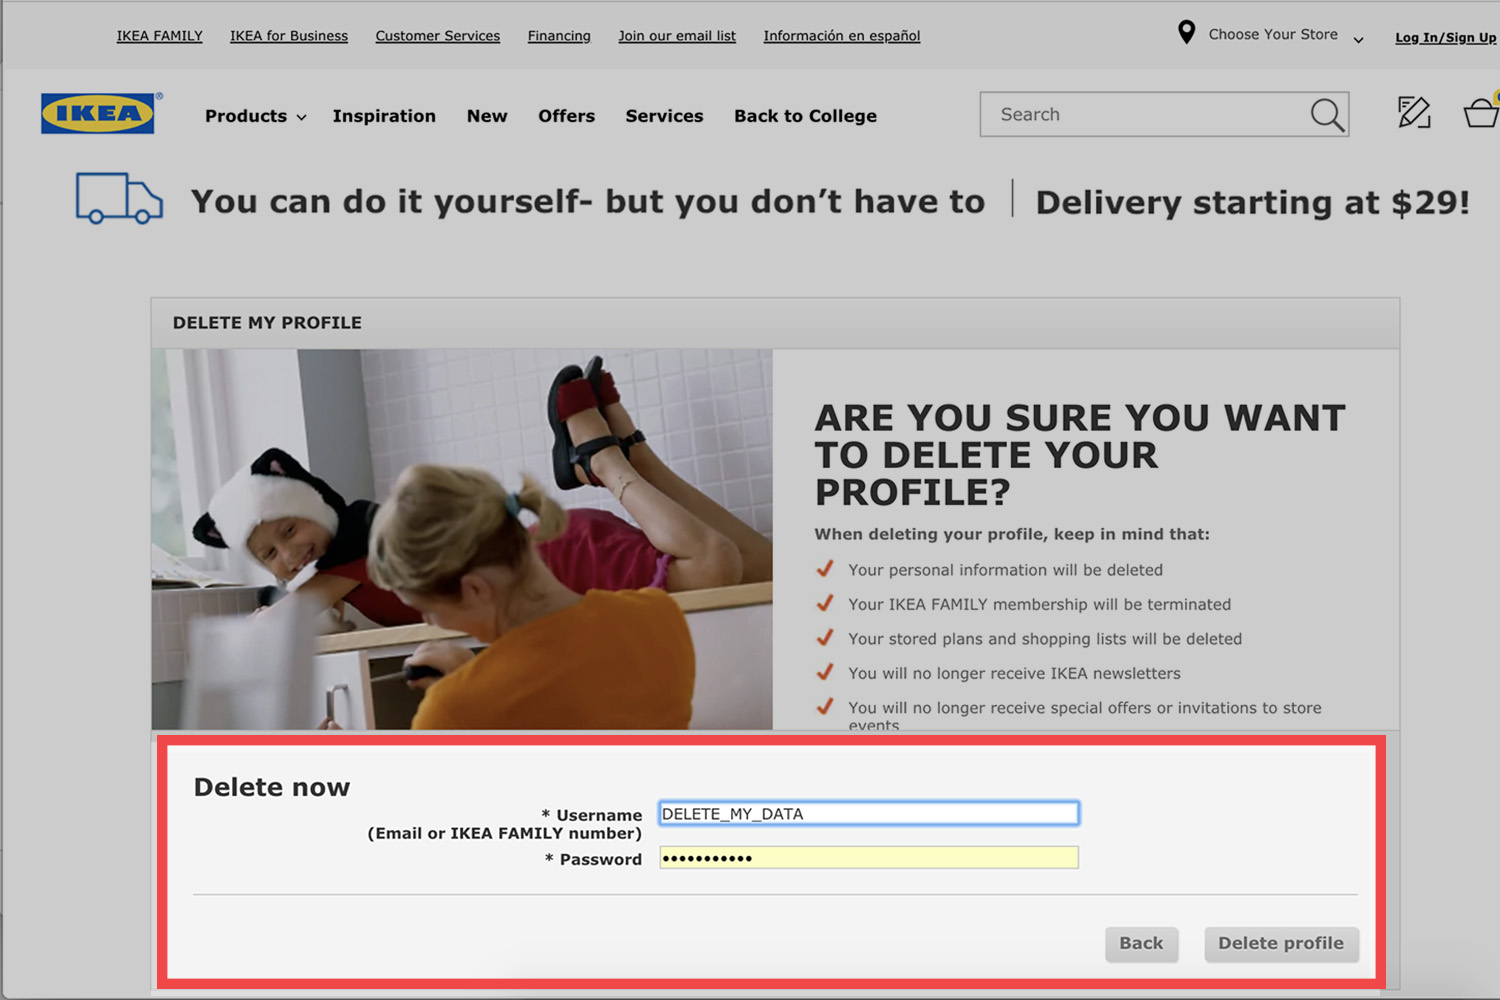 IKEA FAMILY IKEA for Business Customer Services Financing Join our email list Información en español Choose Your Store Log In/Sign Up
IKEA ®
Products Inspiration New Offers Services Back to College Search
You can do it yourself- but you don’t have to | Delivery starting at $29!
DELETE MY PROFILE
ARE YOU SURE YOU WANT
TO DELETE YOUR
PROFILE?
When deleting your profile, keep in mind that:
Your personal information will be deleted
Your IKEA FAMILY membership will be terminated
Your stored plans and shopping lists will be deleted
You will no longer receive IKEA newsletters
You will no longer receive special offers or invitations to store
events
Delete now
* Username DELETE_MY_DATA
(Email or IKEA FAMILY number)
* Password •••••••••••
Back Delete profile